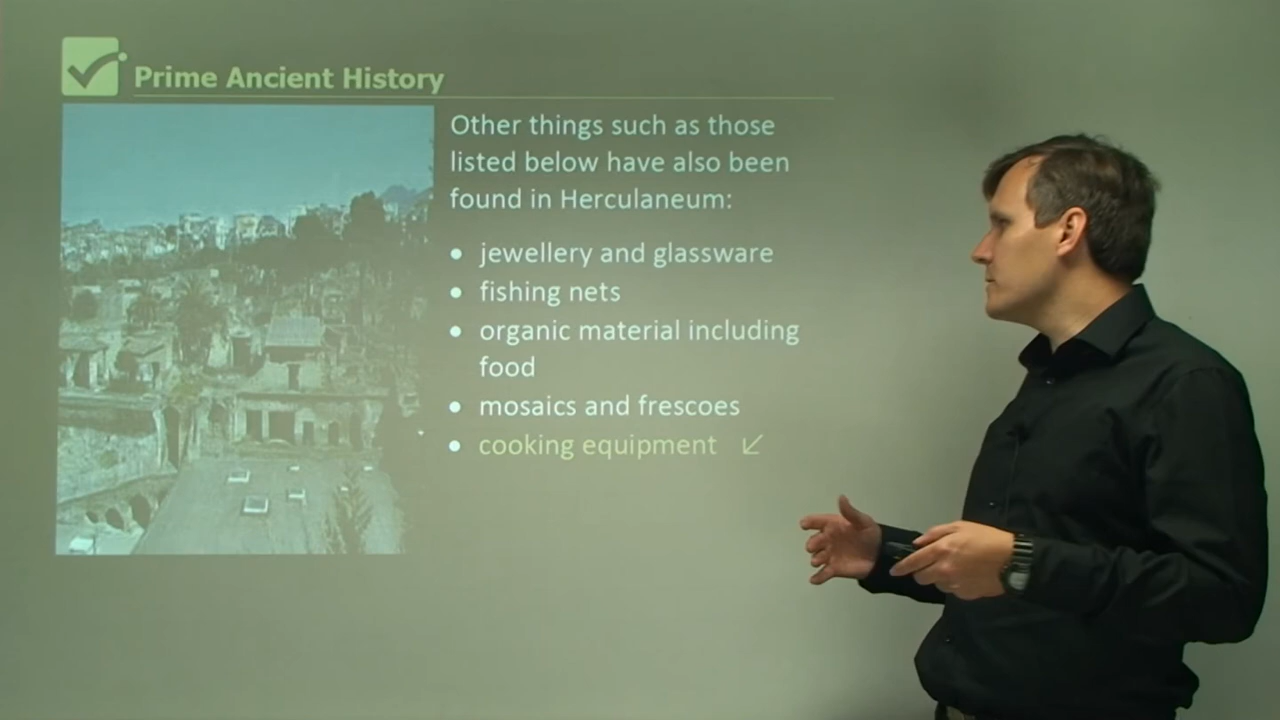 Prime Ancient History
Other things such as those
listed below have also been
found in Herculaneum:
• jewellery and glassware
• fishing nets
• organic material including
food
• mosaics and frescoes
• cooking equipment ↙